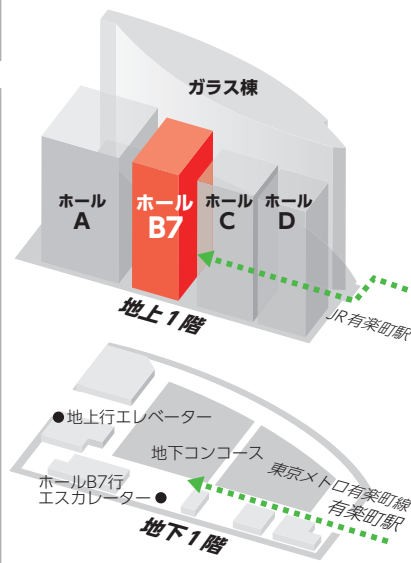 ガラス棟
ホール
A
ホール
B7
ホール
C
ホール
D
地上1階
JR有楽町駅
●地上行エレベーター
地下コンコース
東京メトロ有楽町線
有楽町駅
ホールB7行
エスカレーター●
地下1階